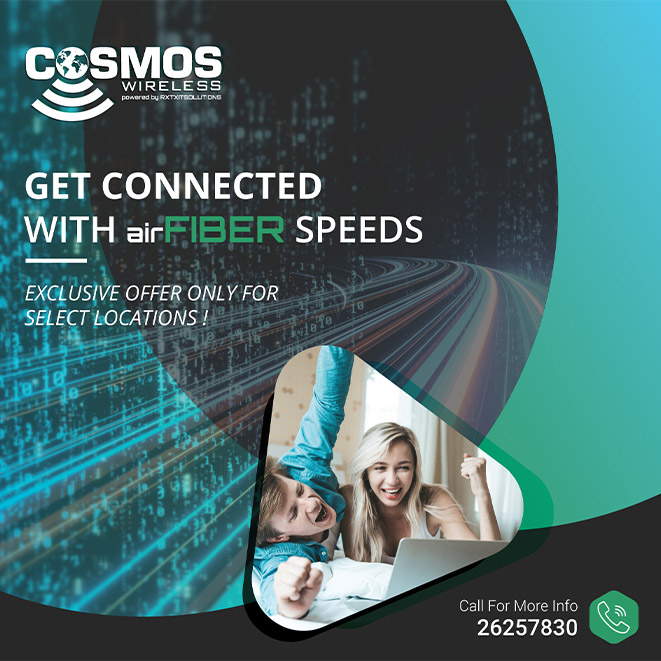 COSMOS
WIRELESS
powered by RXTXITSOLUTIONS
GET CONNECTED
WITH airFIBER SPEEDS
EXCLUSIVE OFFER ONLY FOR
SELECT LOCATIONS !
Call For More Info
26257830